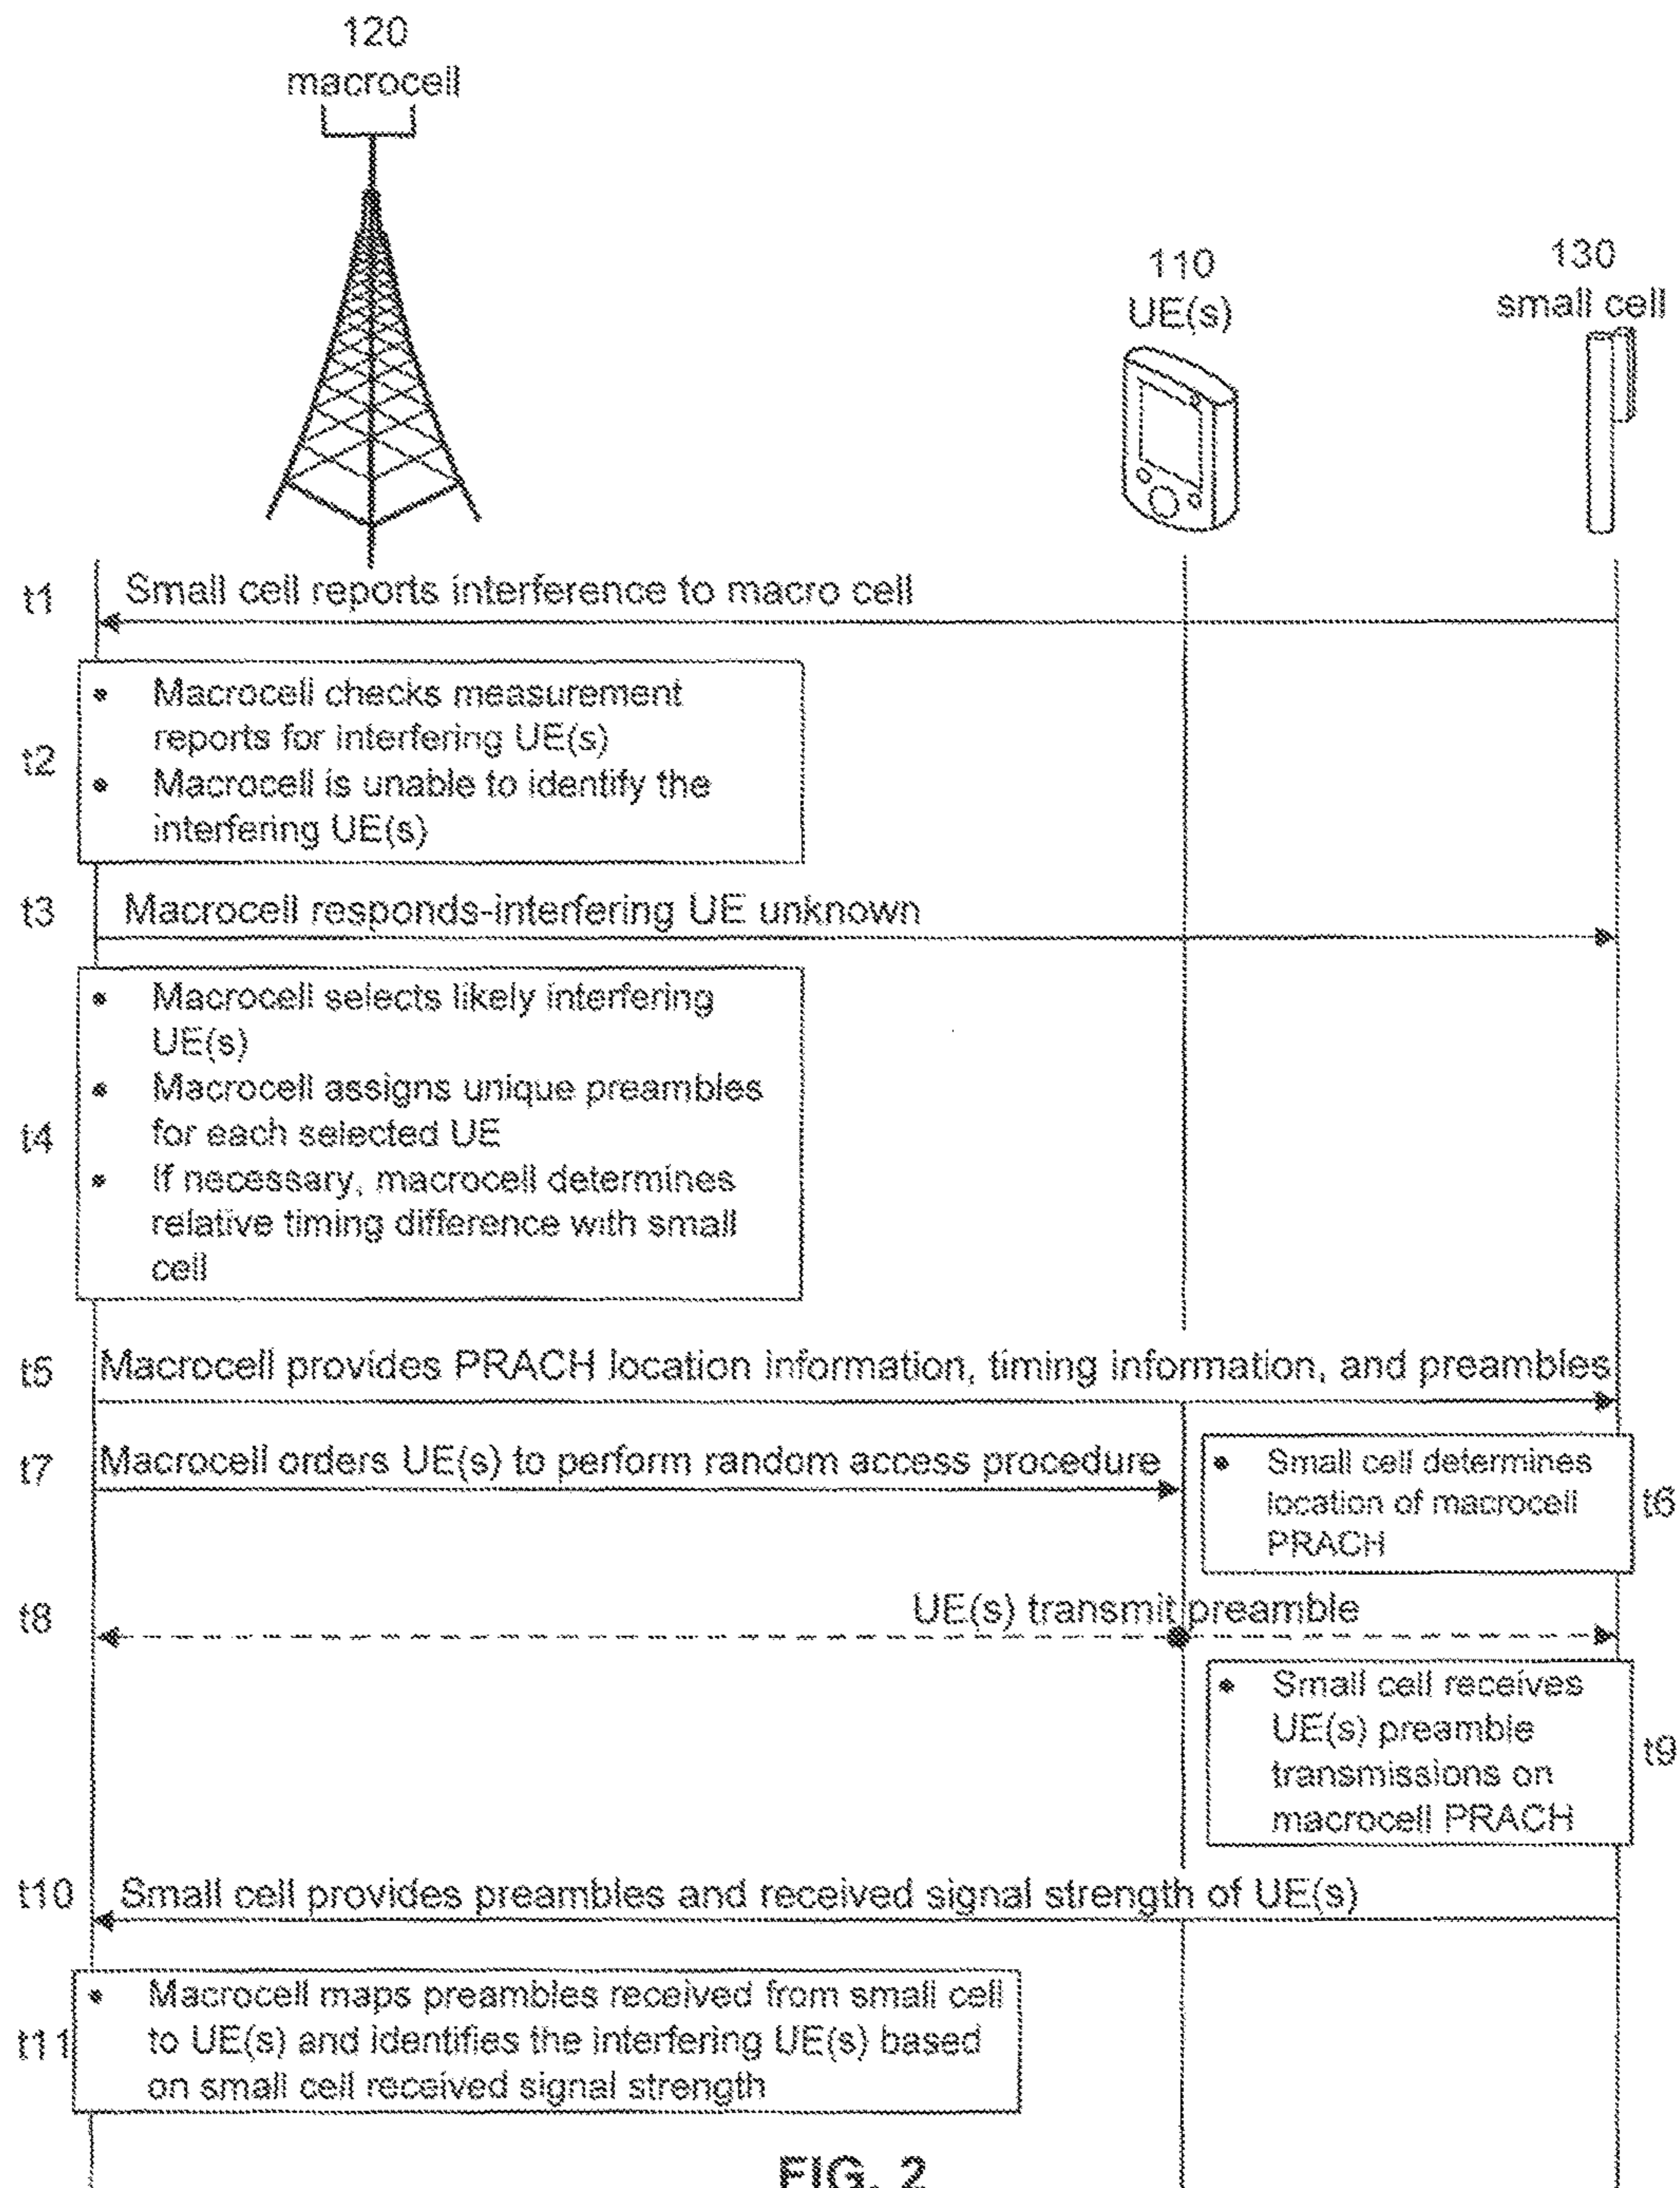 120
macrocell
110
UE(s)
130
small cell
t1
Small cell reports interference to macro cell
t2
• Macrocell checks measurement
reports for interfering UE(s)
• Macrocell is unable to identify the
interfering UE(s)
t3
Macrocell responds-interfering UE unknown
t4
• Macrocell selects likely interfering
UE(s)
• Macrocell assigns unique preambles
for each selected UE
• If necessary, macrocell determines
relative timing difference with small
cell
t5
Macrocell provides PRACH location information, timing information, and preambles
t7
Macrocell orders UE(s) to perform random access procedure
• Small cell determines
location of macrocell
PRACH
t6
t8
UE(s) transmit preamble
• Small cell receives
UE(s) preamble
transmissions on
macrocell PRACH
t9
t10
Small cell provides preambles and received signal strength of UE(s)
t11
• Macrocell maps preambles received from small cell
to UE(s) and identifies the interfering UE(s) based
on small cell received signal strength
FIG. 2